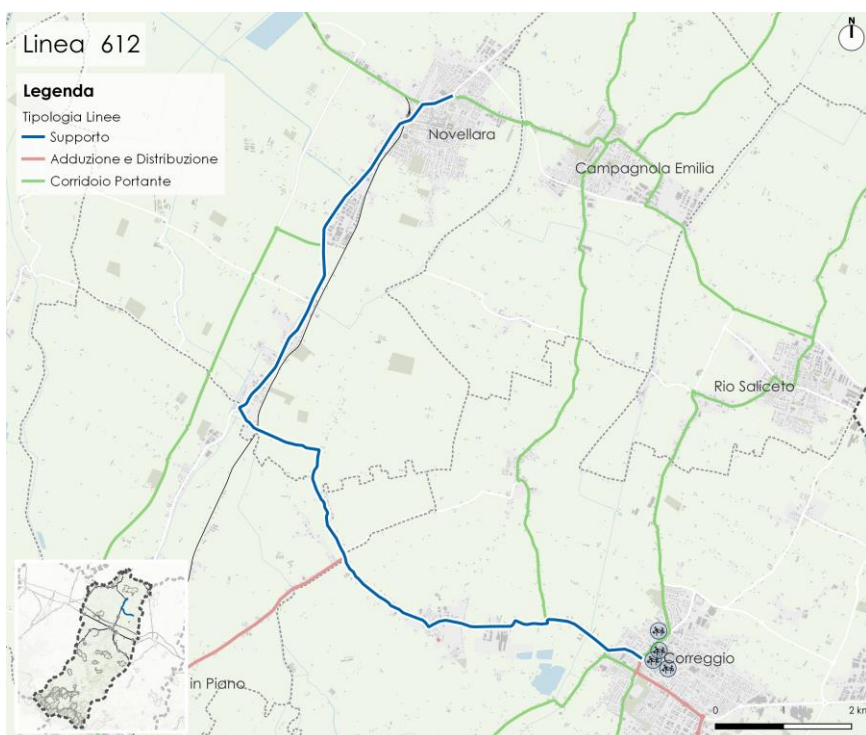 Linea 612
N
Legenda
Tipologia Linee
Supporto
Adduzione e Distribuzione
Corridoio Portante
Novellara
Campagnola Emilia
Rio Saliceto
Correggio
in Piano
0 2 km